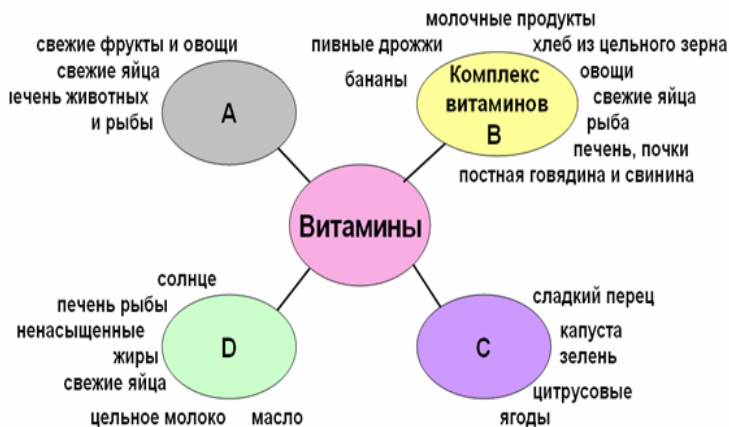 свежие фрукты и овощи
свежие яйца
печень животных
и рыбы
A
молочные продукты
пивные дрожжи
хлеб из цельного зерна
бананы
овощи
свежие яйца
рыба
печень, почки
постная говядина и свинина
Комплекс
витаминов
B
Витамины
солнце
печень рыбы
ненасыщенные
жиры
свежие яйца
цельное молоко
масло
D
сладкий перец
капуста
зелень
цитрусовые
ягоды
C